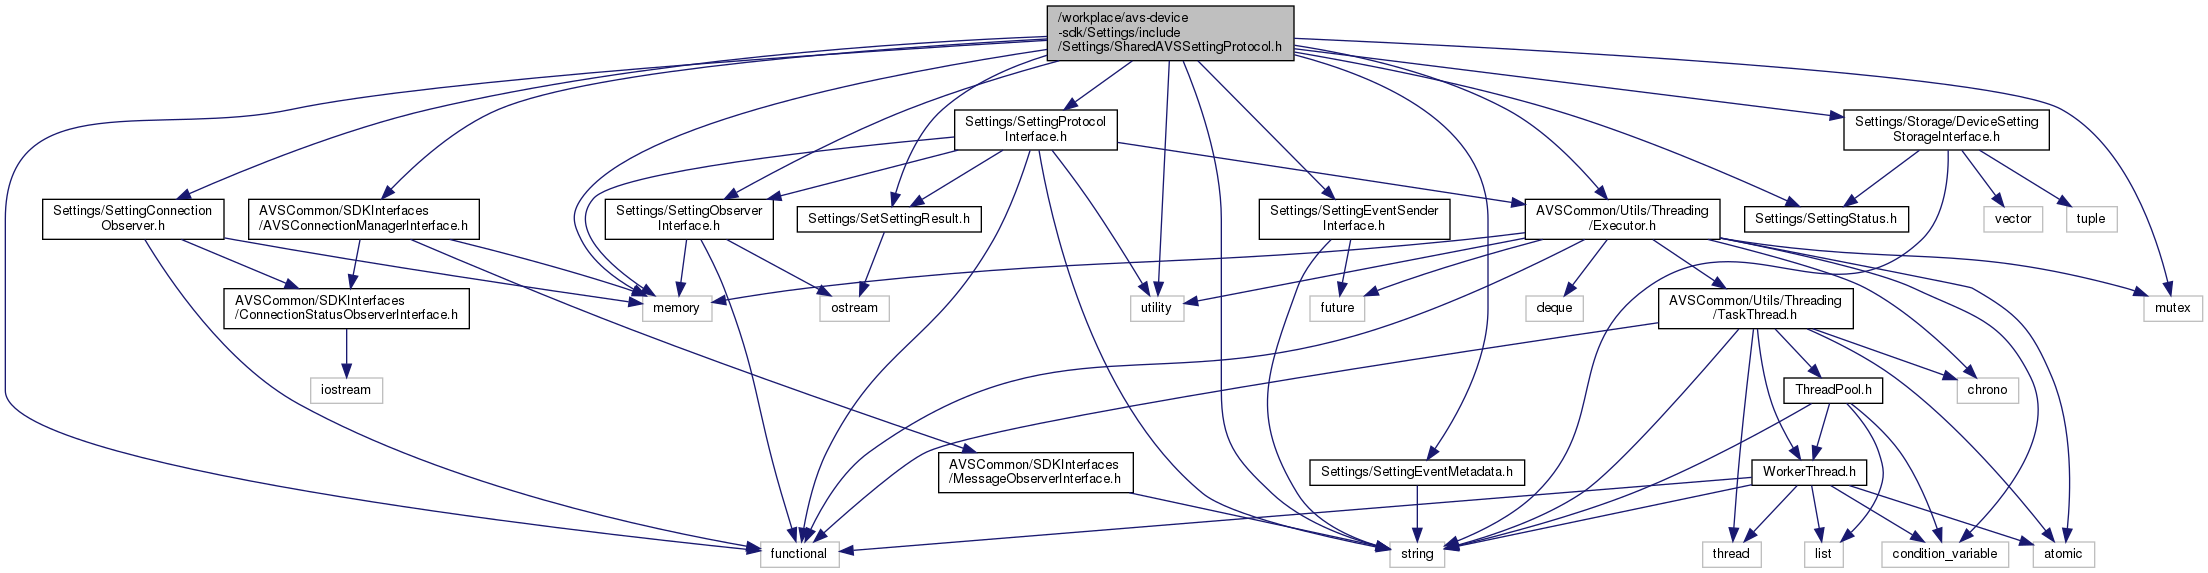 /workplace/avs-device
-sdk/Settings/include
/Settings/SharedAVSSettingProtocol.h
Settings/SettingProtocol
Interface.h
Settings/Storage/DeviceSetting
StorageInterface.h
Settings/SettingConnection
Observer.h
AVSCommon/SDKInterfaces
/AVSConnectionManagerInterface.h
Settings/SettingObserver
Interface.h
Settings/SetSettingResult.h
Settings/SettingEventSender
Interface.h
AVSCommon/Utils/Threading
/Executor.h
Settings/SettingStatus.h
vector
tuple
AVSCommon/SDKInterfaces
/ConnectionStatusObserverInterface.h
memory
ostream
utility
future
deque
AVSCommon/Utils/Threading
/TaskThread.h
mutex
iostream
ThreadPool.h
chrono
AVSCommon/SDKInterfaces
/MessageObserverInterface.h
Settings/SettingEventMetadata.h
WorkerThread.h
functional
string
thread
list
condition_variable
atomic